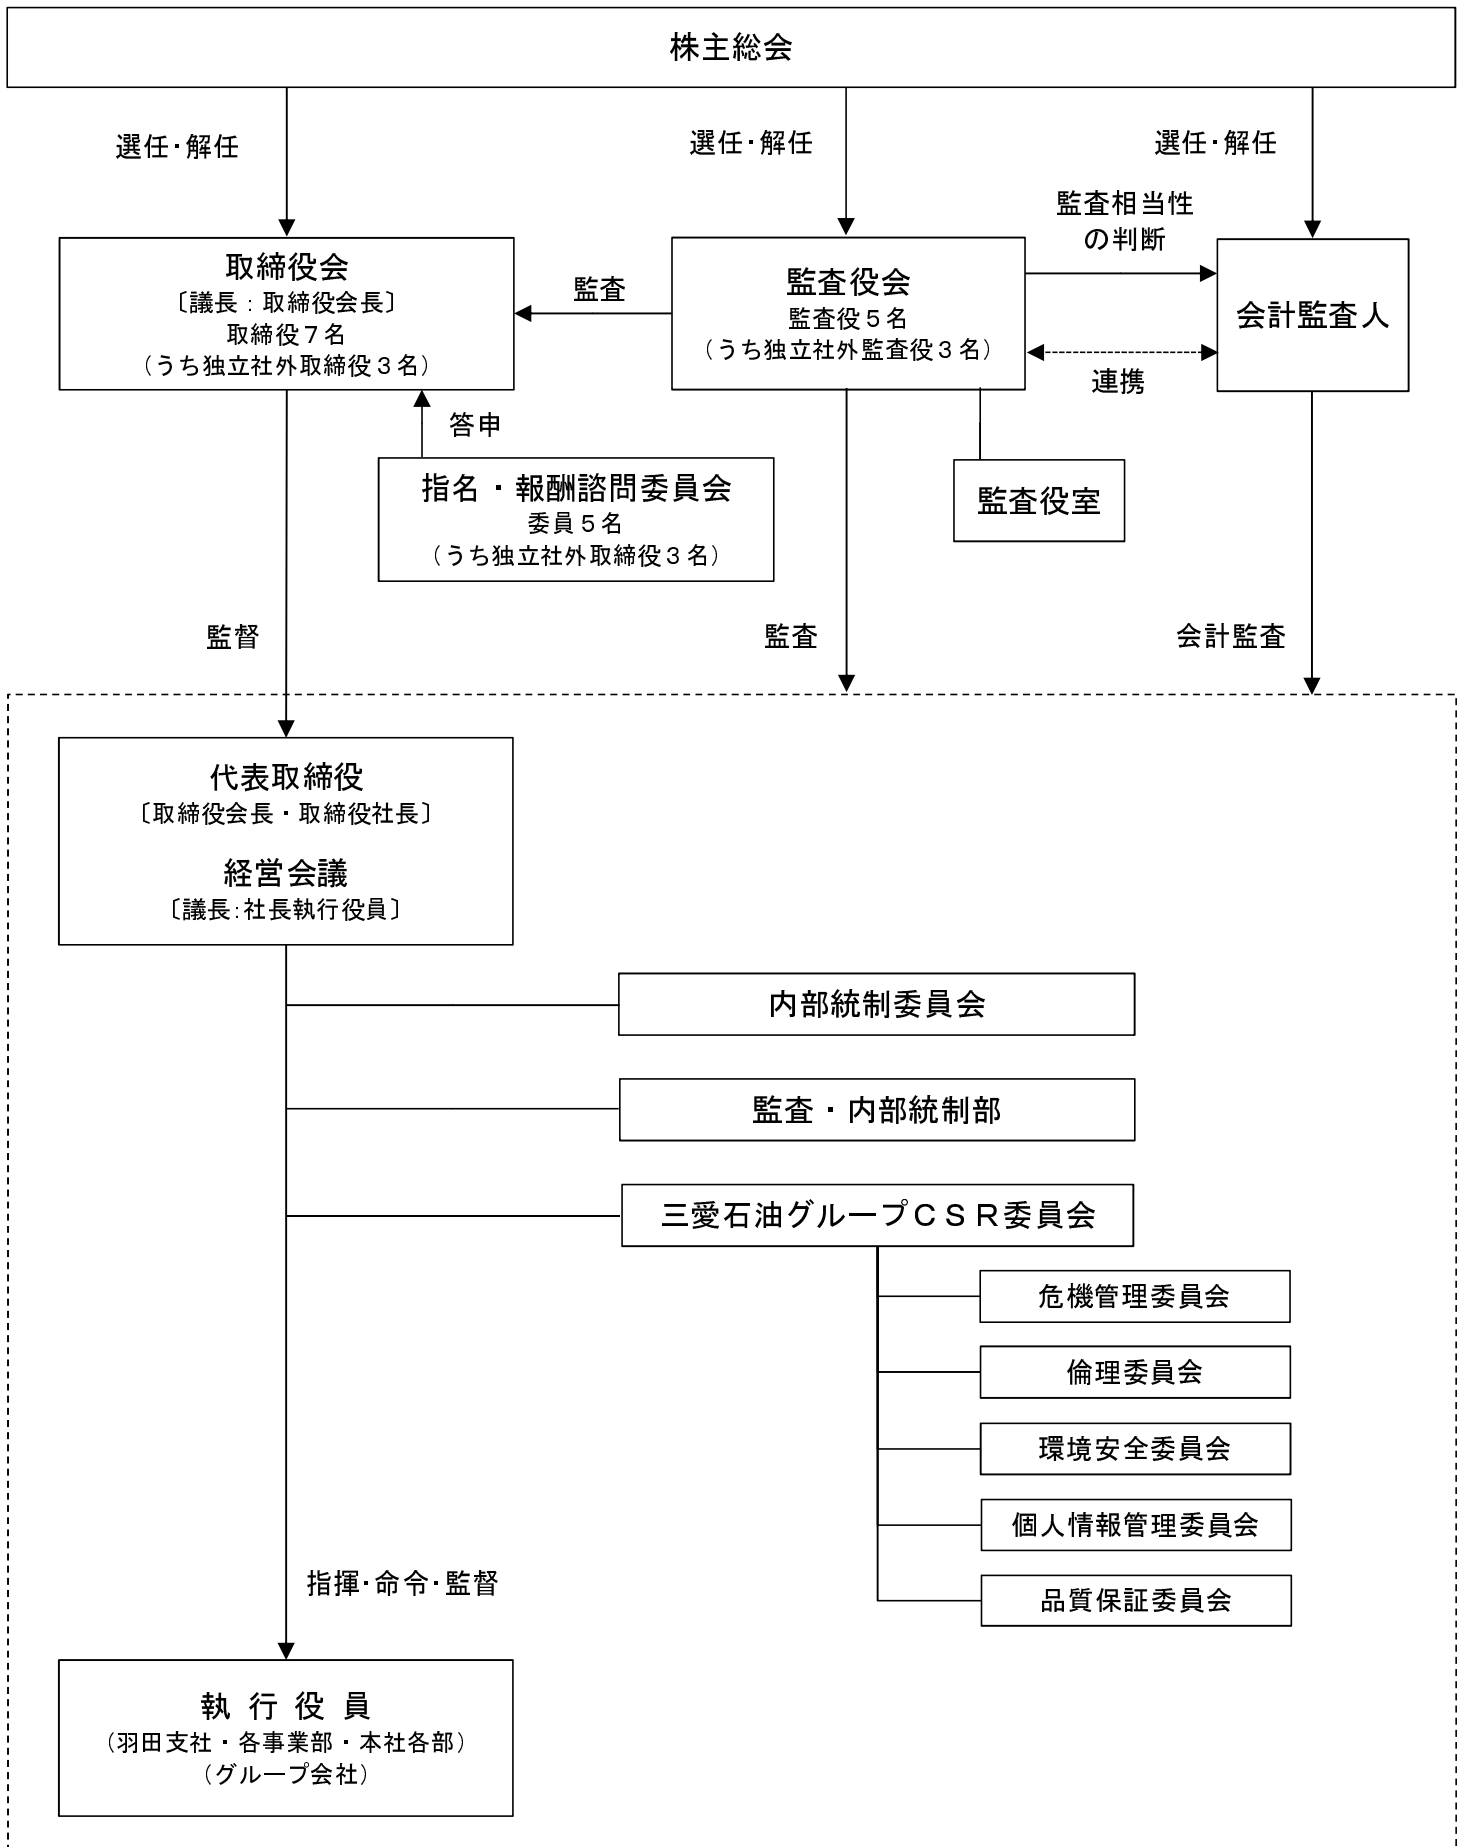 株主総会
選任･解任
選任･解任
選任･解任
監査相当性
の判断
取締役会
〔議長：取締役会長〕
取締役７名
（うち独立社外取締役３名）
監査
監査役会
監査役５名
（うち独立社外監査役３名）
会計監査人
連携
答申
指名・報酬諮問委員会
委員５名
（うち独立社外取締役３名）
監査役室
監督
監査
会計監査
代表取締役
〔取締役会長・取締役社長〕
経営会議
〔議長:社長執行役員〕
内部統制委員会
監査・内部統制部
三愛石油グループＣＳＲ委員会
危機管理委員会
倫理委員会
環境安全委員会
個人情報管理委員会
品質保証委員会
指揮･命令･監督
執行役員
（羽田支社・各事業部・本社各部）
（グループ会社）